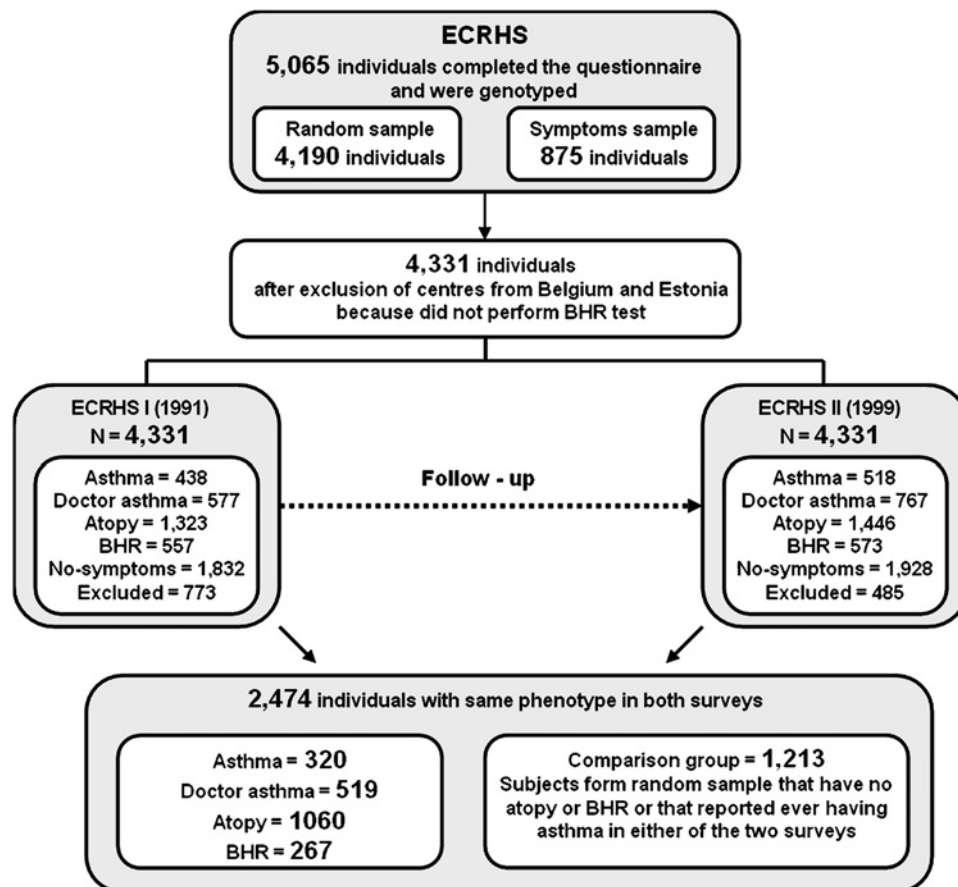 ECRHS
5,065 individuals completed the questionnaire
and were genotyped
Random sample
4,190 individuals
Symptoms sample
875 individuals
4,331 individuals
after exclusion of centres from Belgium and Estonia
because did not perform BHR test
ECRHS I (1991)
N = 4,331
Asthma = 438
Doctor asthma = 577
Atopy = 1,323
BHR = 557
No-symptoms = 1,832
Excluded = 773
Follow - up
ECRHS II (1999)
N = 4,331
Asthma = 518
Doctor asthma = 767
Atopy = 1,446
BHR = 573
No-symptoms = 1,928
Excluded = 485
2,474 individuals with same phenotype in both surveys
Asthma = 320
Doctor asthma = 519
Atopy = 1060
BHR = 267
Comparison group = 1,213
Subjects form random sample that have no
atopy or BHR or that reported ever having
asthma in either of the two surveys